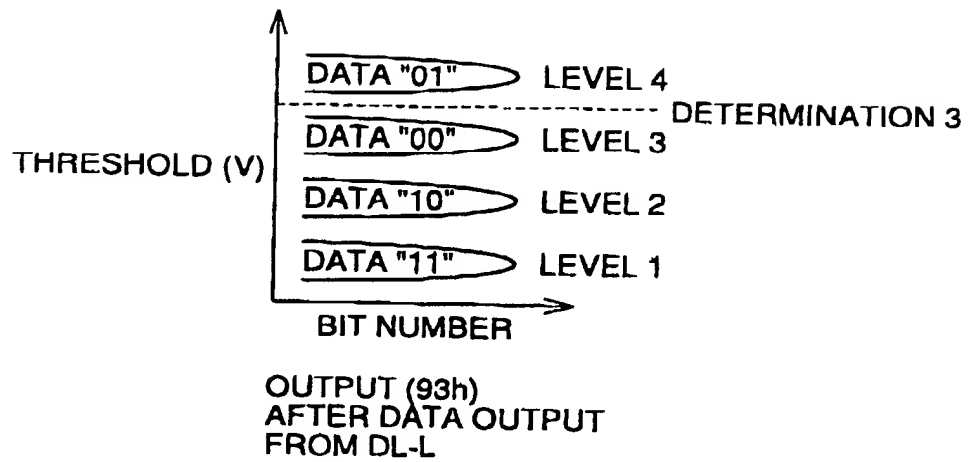 DATA "01" LEVEL 4
DETERMINATION 3
DATA "00" LEVEL 3
THRESHOLD (V)
DATA "10" LEVEL 2
DATA "11" LEVEL 1
BIT NUMBER
OUTPUT (93h)
AFTER DATA OUTPUT
FROM DL-L